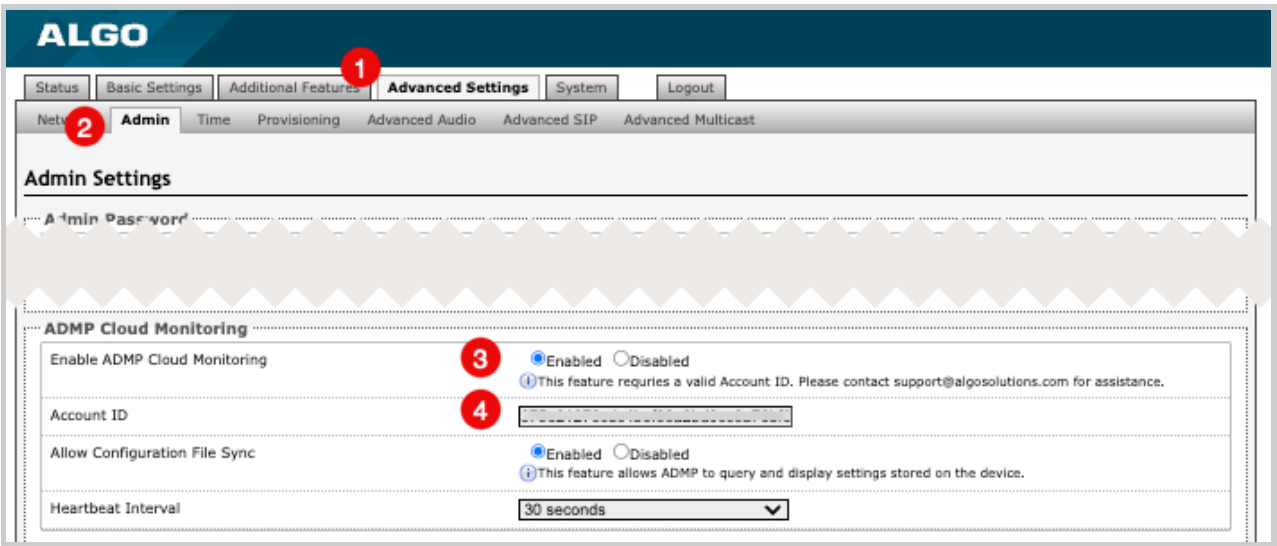 ALGO
1
Status Basic Settings Additional Features Advanced Settings System Logout
2
Admin Time Provisioning Advanced Audio Advanced SIP Advanced Multicast
Admin Settings
Admin Password
ADMP Cloud Monitoring
Enable ADMP Cloud Monitoring 3 Enabled Disabled
This feature requries a valid Account ID. Please contact support@algosolutions.com for assistance.
Account ID 4
Allow Configuration File Sync Enabled Disabled
This feature allows ADMP to query and display settings stored on the device.
Heartbeat Interval 30 seconds